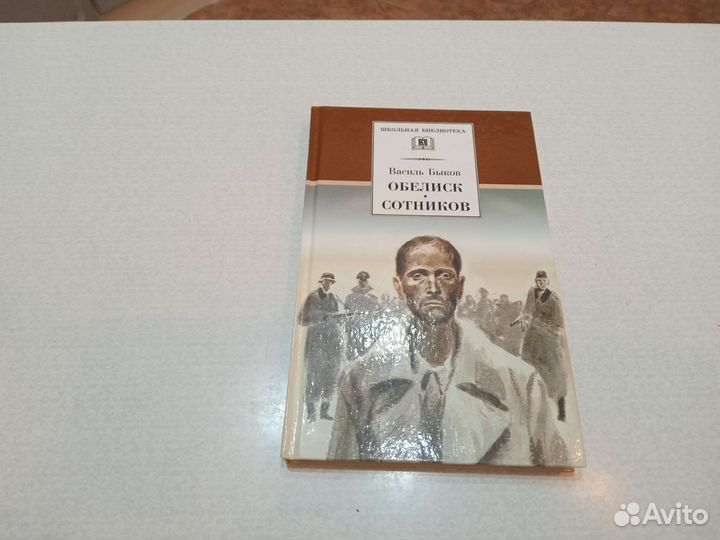 ШКОЛЬНАЯ БИБЛИОТЕКА
Василь Быков
ОБЕЛИСК
СОТНИКОВ
Avito